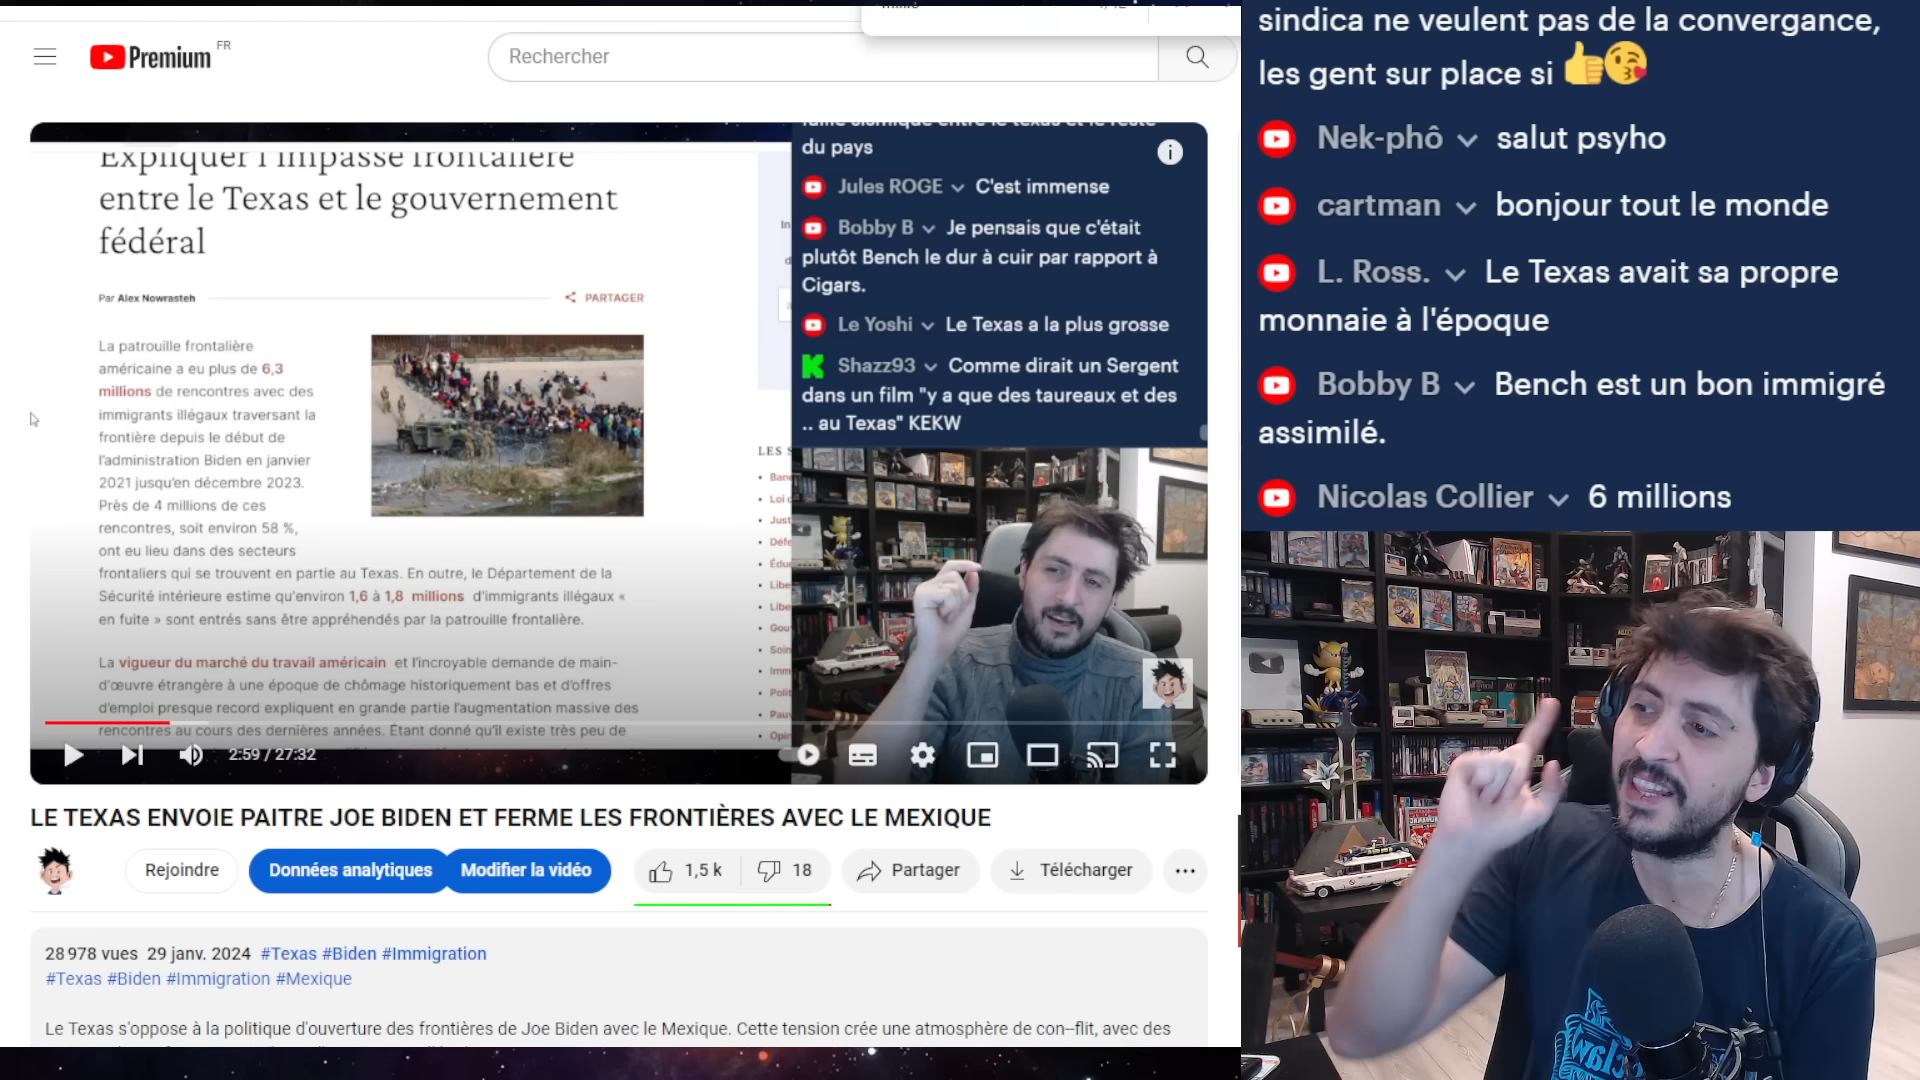 Premium FR
Rechercher
Expliquer l'impasse frontalière
entre le Texas et le gouvernement
fédéral
Par Alex Nowrasteh
PARTAGER
La patrouille frontalière
américaine a eu plus de 6,3
millions de rencontres avec des
immigrants illégaux traversant la
frontière depuis le début de
l'administration Biden en janvier
2021 jusqu'en décembre 2023.
Près de 4 millions de ces
rencontres, soit environ 58 %,
ont eu lieu dans des secteurs
frontaliers qui se trouvent en partie au Texas. En outre, le Département de la
Sécurité intérieure estime qu'environ 1,6 à 1,8 millions d'immigrants illégaux «
en fuite » sont entrés sans être appréhendés par la patrouille frontalière.
La vigueur du marché du travail américain et l'incroyable demande de main-
d'œuvre étrangère à une époque de chômage historiquement bas et d'offres
d'emploi presque record expliquent en grande partie l'augmentation massive des
rencontres au cours des dernières années. Étant donné qu'il existe très peu de
LES S
du pays
Jules ROGE C'est immense
Bobby B Je pensais que c'était
plutôt Bench le dur à cuir par rapport à
Cigars.
Le Yoshi Le Texas a la plus grosse
Shazz93 Comme dirait un Sergent
dans un film "y a que des taureaux et des
.. au Texas" KEKW
2:59 / 27:32
LE TEXAS ENVOIE PAITRE JOE BIDEN ET FERME LES FRONTIÈRES AVEC LE MEXIQUE
Rejoindre
Données analytiques
Modifier la vidéo
1,5 k
18
Partager
Télécharger
28 978 vues 29 janv. 2024 #Texas #Biden #Immigration
#Texas #Biden #Immigration #Mexique
Le Texas s'oppose à la politique d'ouverture des frontières de Joe Biden avec le Mexique. Cette tension crée une atmosphère de con–flit, avec des
sindica ne veulent pas de la convergance,
les gent sur place si 👍😘
Nek-phô salut psyho
cartman bonjour tout le monde
L. Ross. Le Texas avait sa propre
monnaie à l'époque
Bobby B Bench est un bon immigré
assimilé.
Nicolas Collier 6 millions